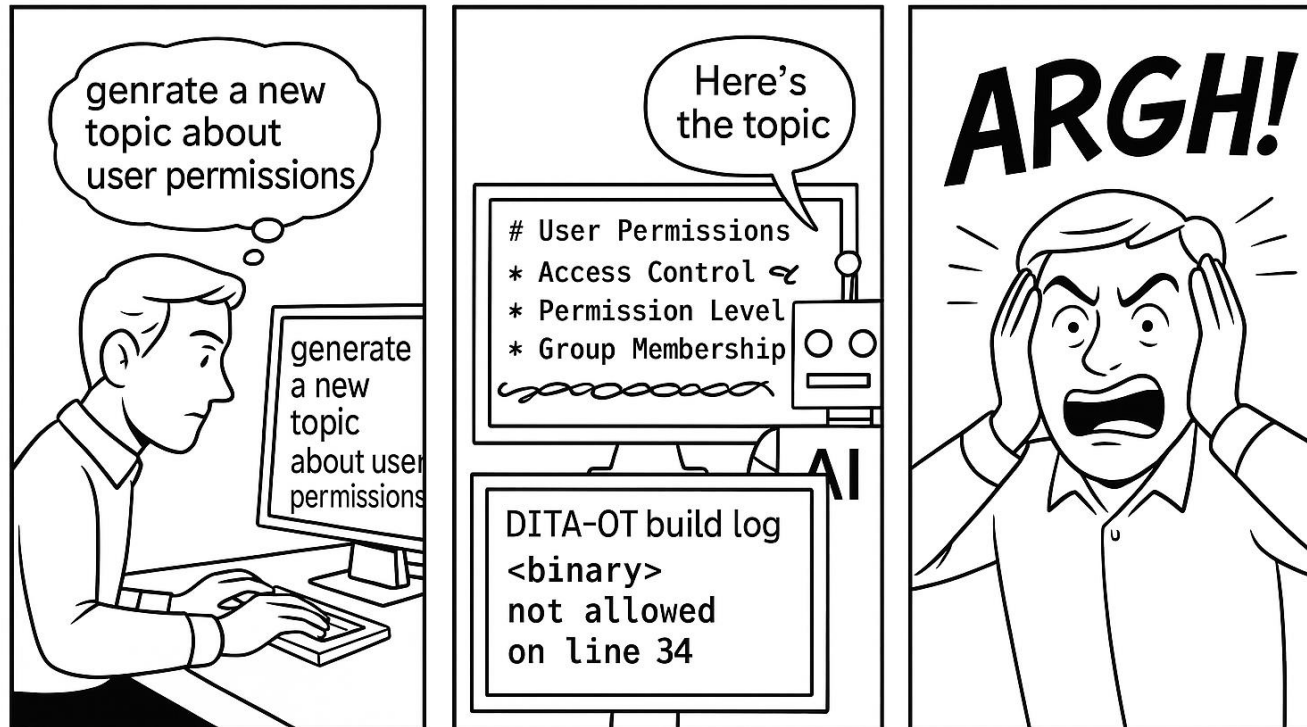 genrate a new
topic about
user permissions
generate
a new
topic
about user
permissions
Here's
the topic
# User Permissions
* Access Control
* Permission Level
* Group Membership
AI
DITA-OT build log
<binary>
not allowed
on line 34
ARGH!